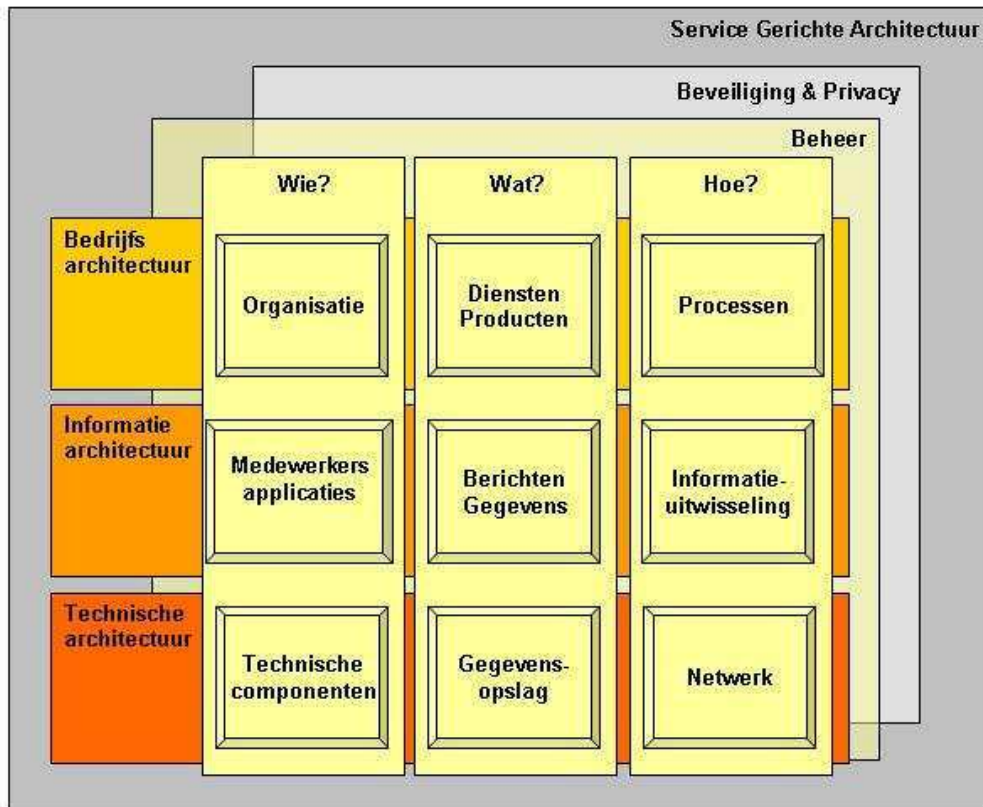 Service Gerichte Architectuur
Beveiliging & Privacy
Beheer
Wie?
Wat?
Hoe?
Bedrijfs
architectuur
Organisatie
Diensten
Producten
Processen
Informatie
architectuur
Medewerkers
applicaties
Berichten
Gegevens
Informatie-
uitwisseling
Technische
architectuur
Technische
componenten
Gegevens-
opslag
Netwerk